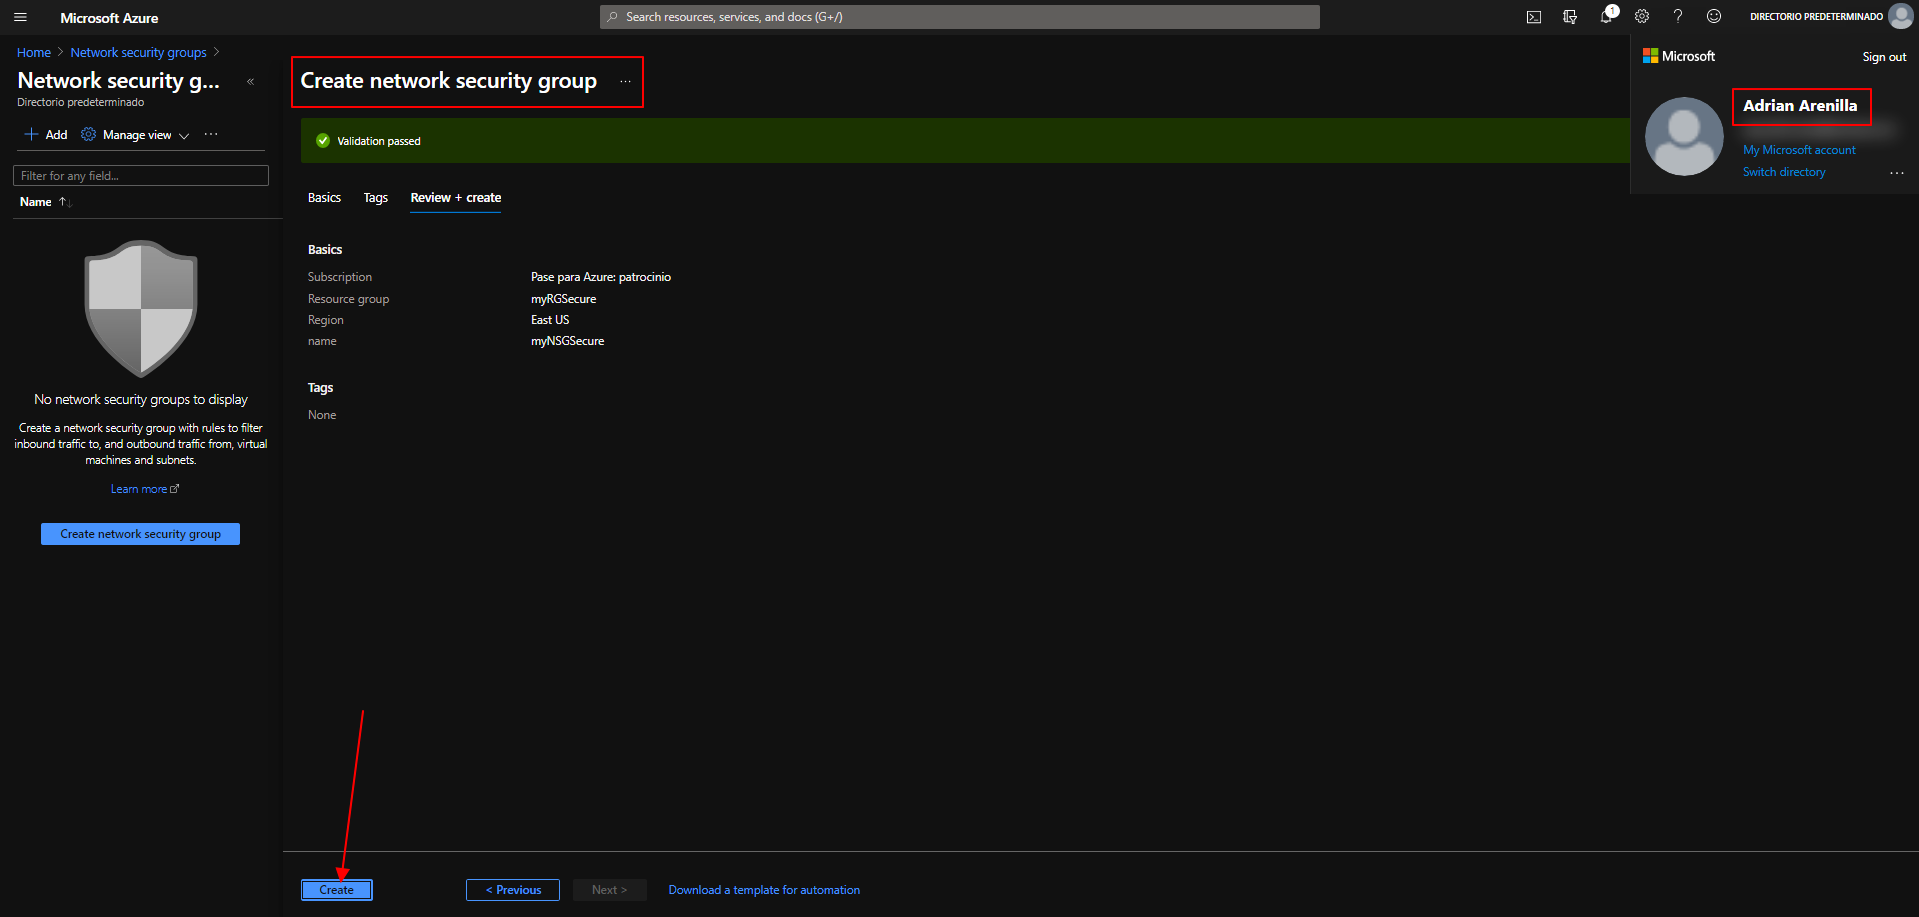 Microsoft Azure
Search resources, services, and docs (G+/)
1
DIRECTORIO PREDETERMINADO
Home > Network security groups >
Network security g... «
Directorio predeterminado
+ Add Manage view ...
Filter for any field...
Name ↑↓
No network security groups to display
Create a network security group with rules to filter
inbound traffic to, and outbound traffic from, virtual
machines and subnets.
Learn more
Create network security group
Create network security group ...
Validation passed
Basics Tags Review + create
Basics
Subscription Pase para Azure: patrocinio
Resource group myRGSecure
Region East US
name myNSGSecure
Tags
None
Create < Previous Next > Download a template for automation
Microsoft Sign out
Adrian Arenilla
My Microsoft account
Switch directory ...